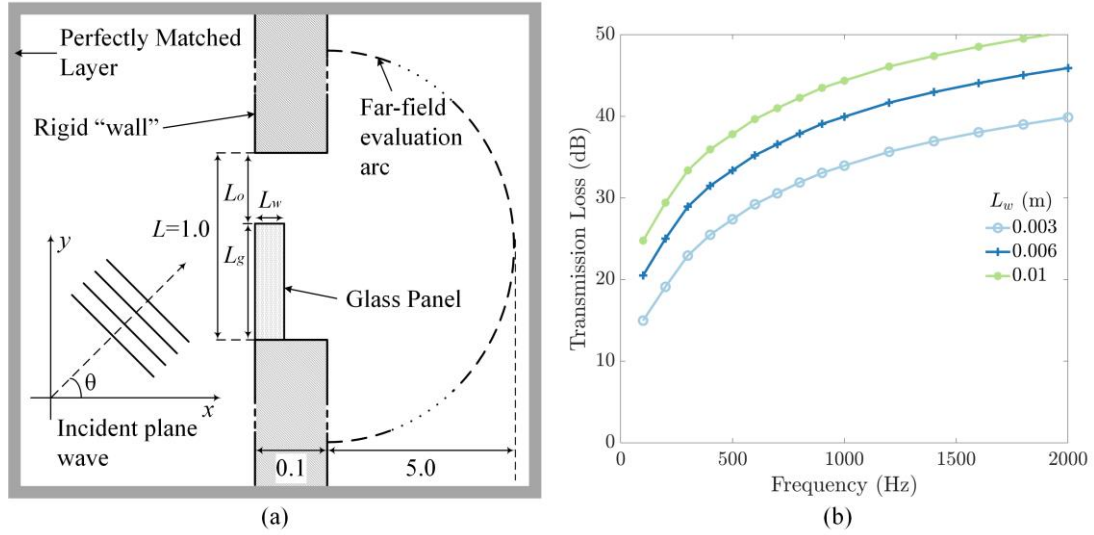 Perfectly Matched
Layer
Rigid “wall”
Far-field
evaluation
arc
Lo
Lw
L=1.0
Lg
y
Glass Panel
θ
x
Incident plane
wave
0.1
5.0
(a)
50
40
30
20
10
0
Transmission Loss (dB)
Lw (m)
0.003
0.006
0.01
0
500
1000
1500
2000
Frequency (Hz)
(b)